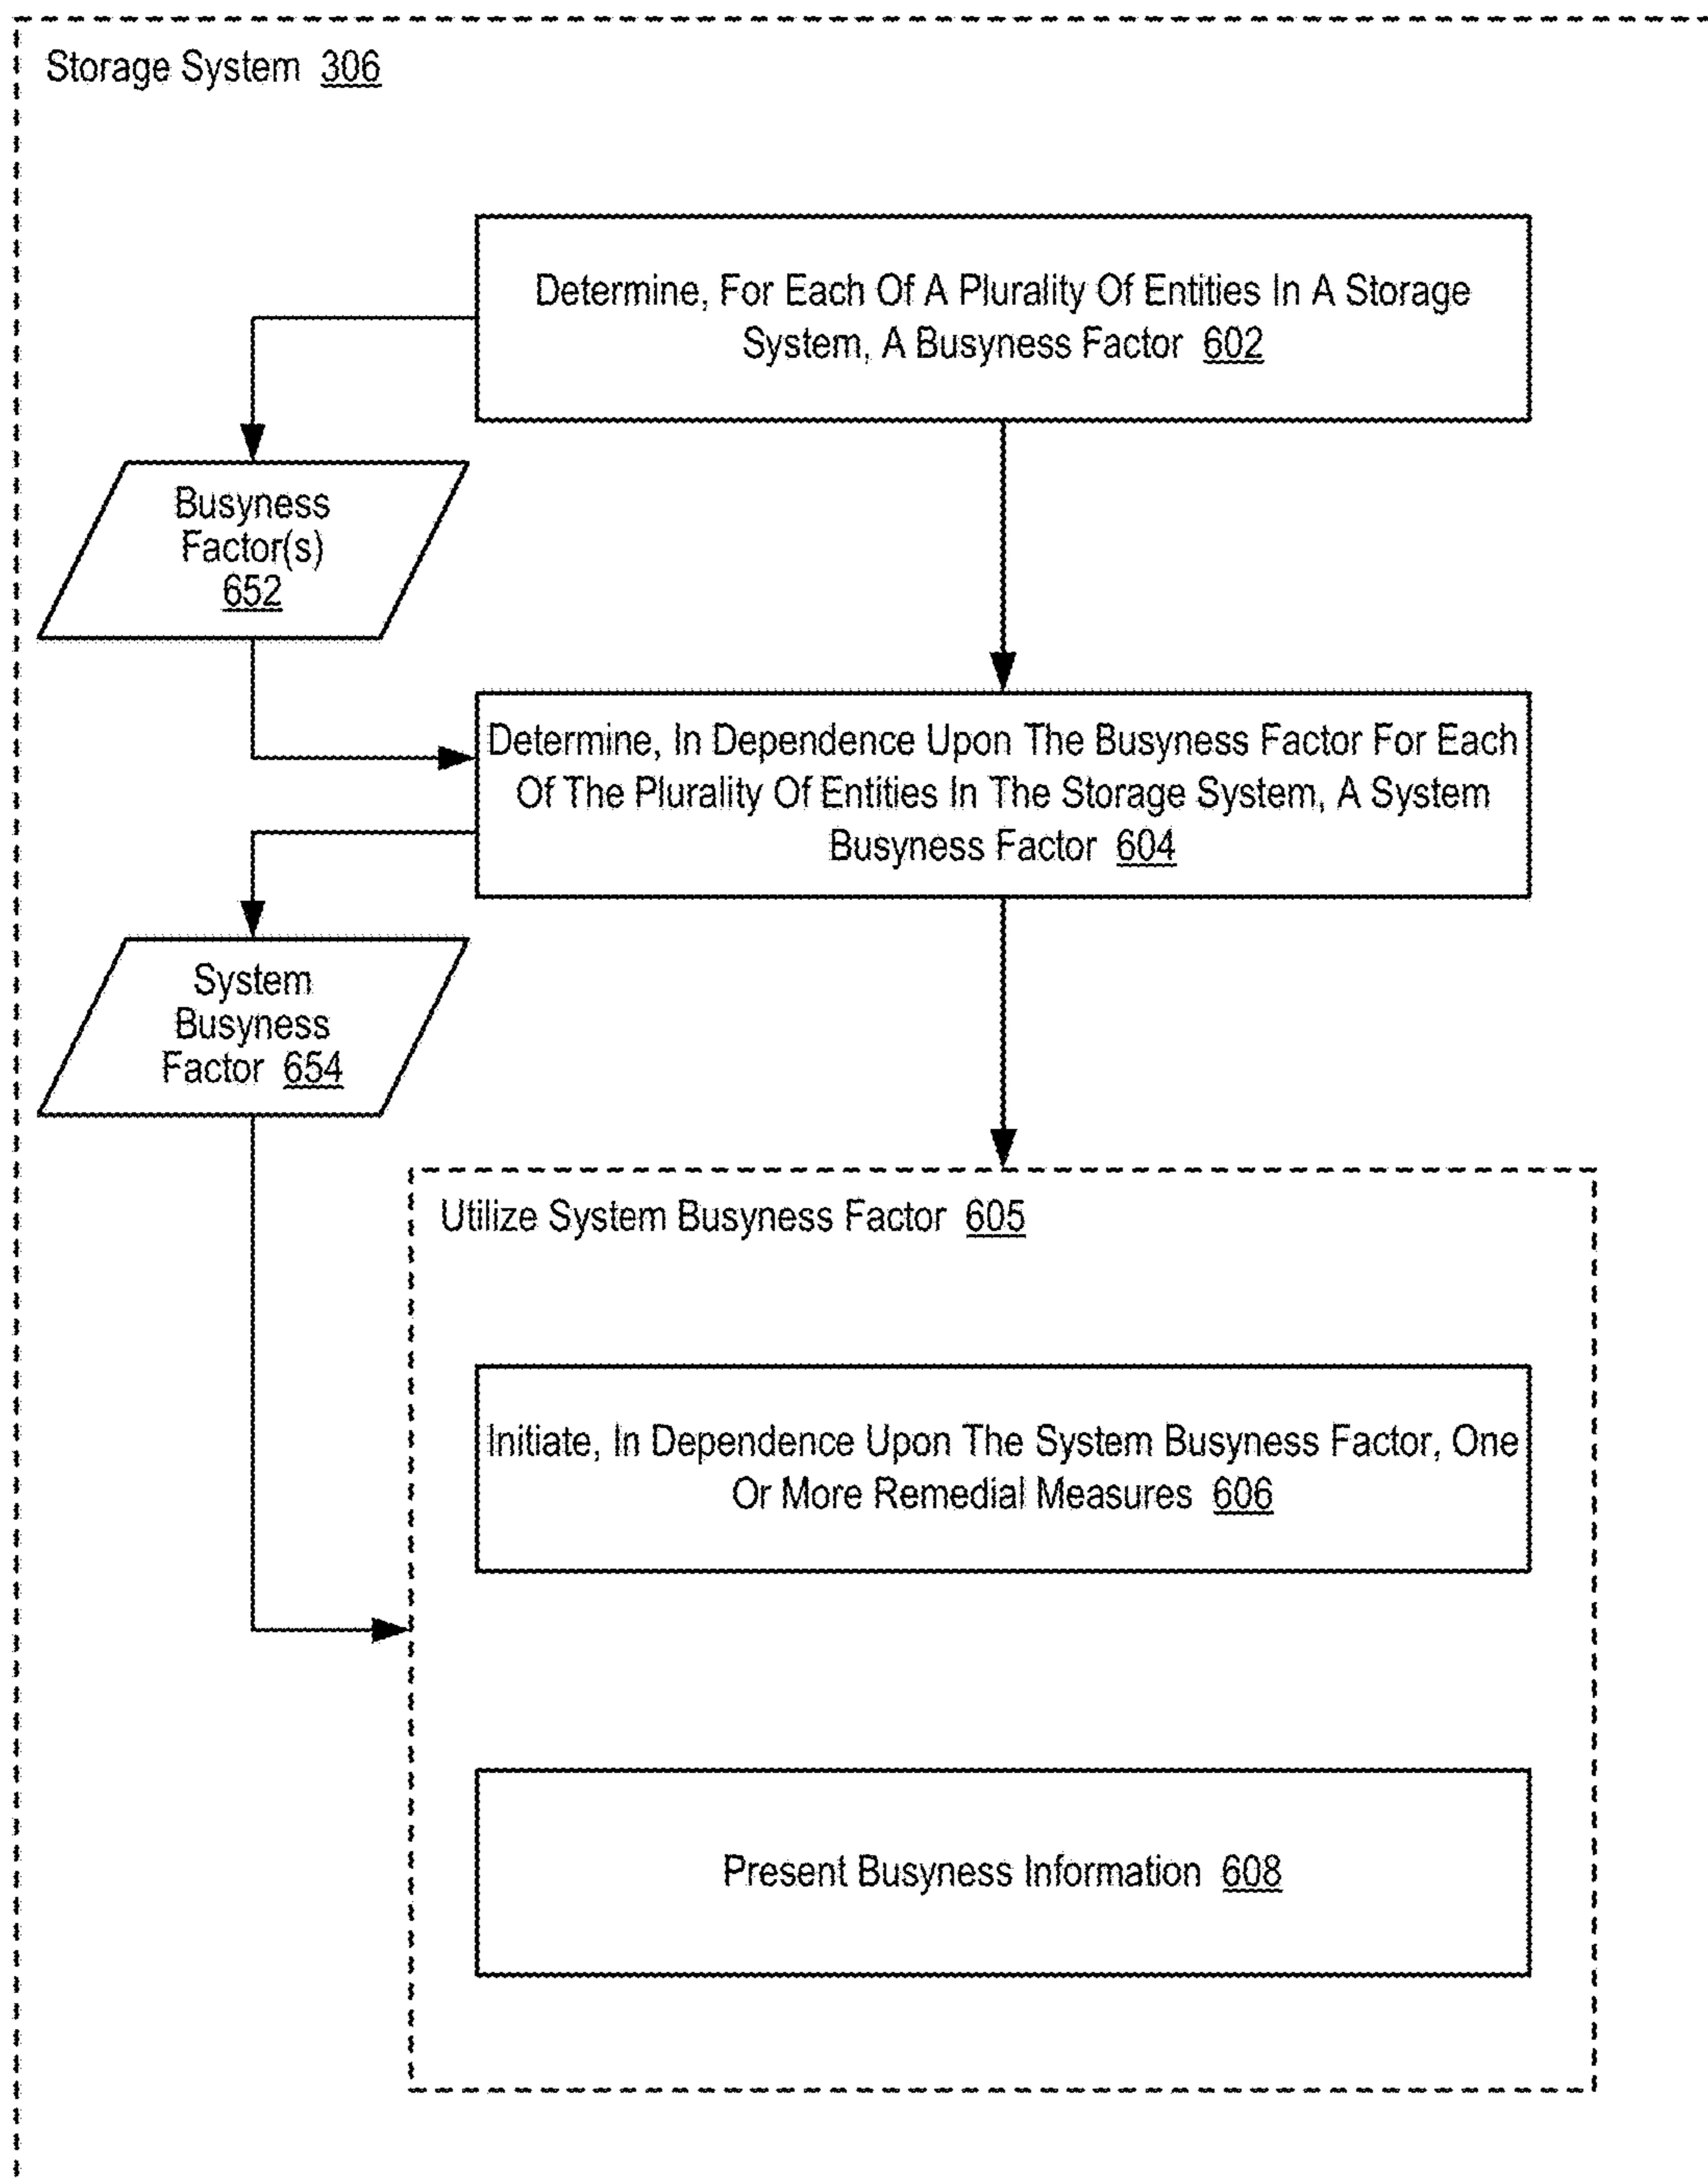 Storage System 306
Determine, For Each Of A Plurality Of Entities In A Storage
System, A Busyness Factor 602
Busyness
Factor(s)
652
Determine, In Dependence Upon The Busyness Factor For Each
Of The Plurality Of Entities In The Storage System, A System
Busyness Factor 604
System
Busyness
Factor 654
Utilize System Busyness Factor 605
Initiate, In Dependence Upon The System Busyness Factor, One
Or More Remedial Measures 606
Present Busyness Information 608